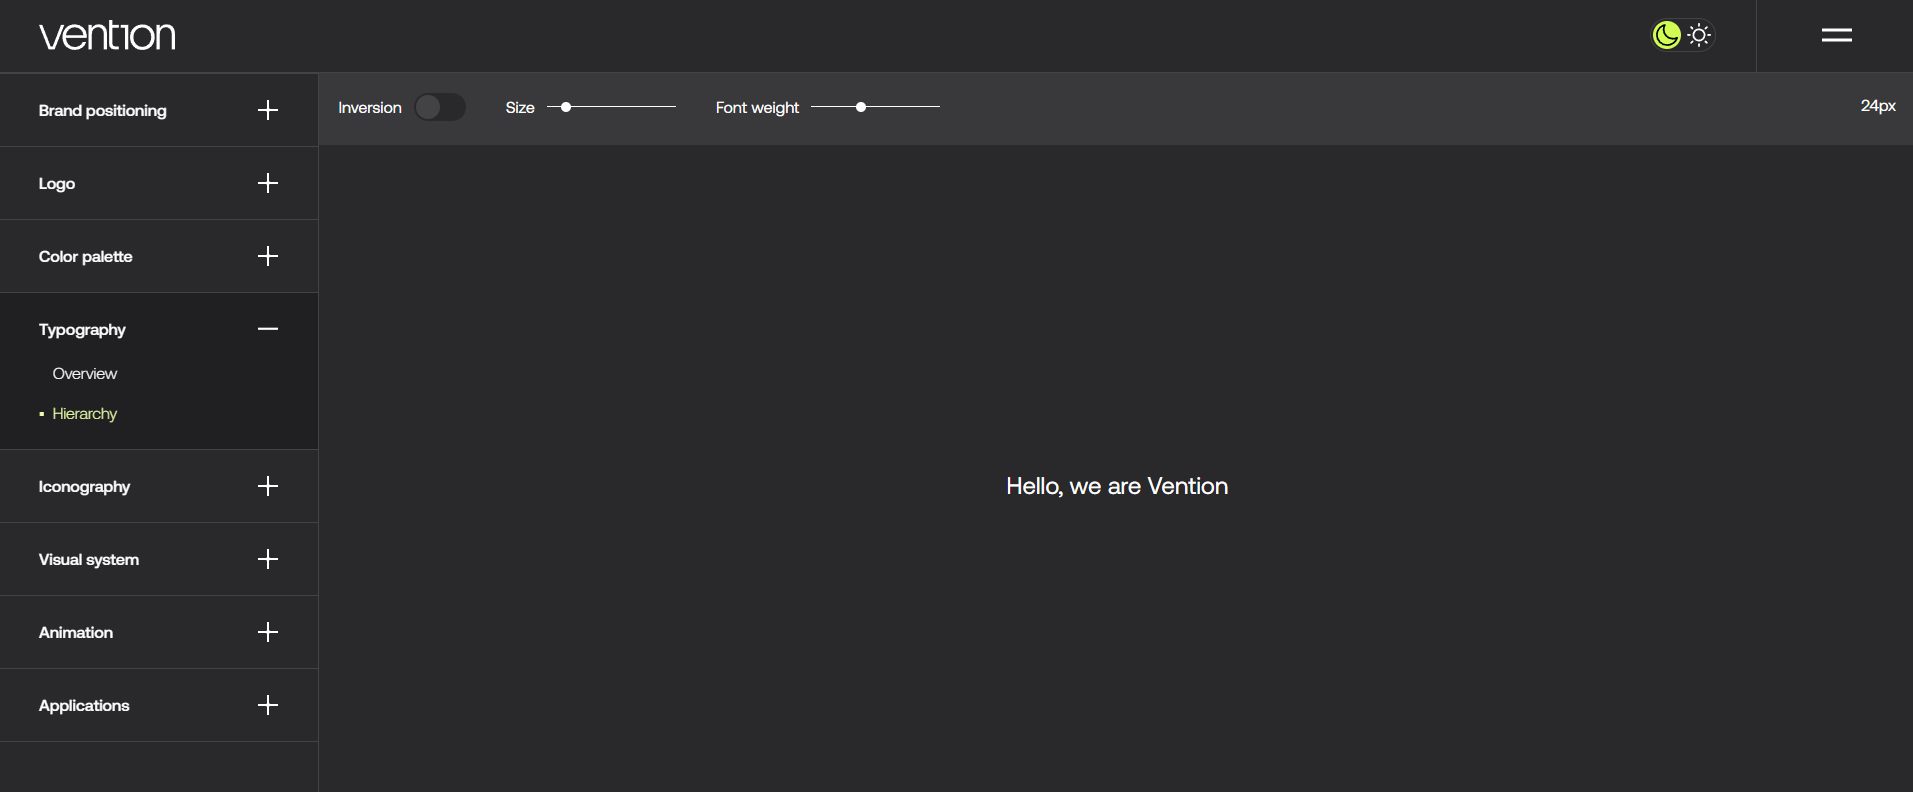 vention
Brand positioning
Logo
Color palette
Typography
Overview
Hierarchy
Iconography
Visual system
Animation
Applications
Inversion Size Font weight 24px
Hello, we are Vention